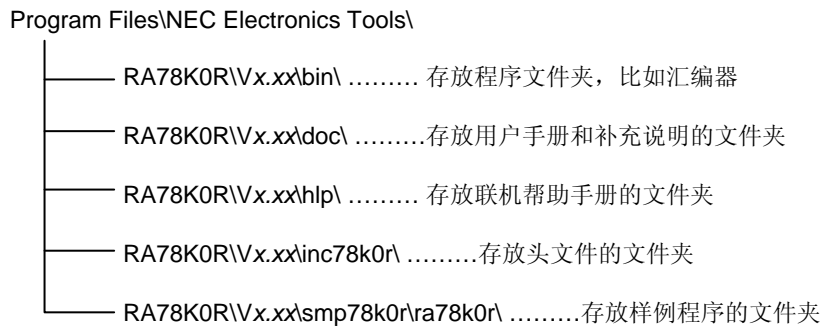 Program Files\NEC Electronics Tools\
RA78K0R\Vx.xx\bin\ ……… 存放程序文件夹，比如汇编器
RA78K0R\Vx.xx\doc\ ………存放用户手册和补充说明的文件夹
RA78K0R\Vx.xx\hlp\ ……… 存放联机帮助手册的文件夹
RA78K0R\Vx.xx\inc78k0r\ ………存放头文件的文件夹
RA78K0R\Vx.xx\smp78k0r\ra78k0r\ ………存放样例程序的文件夹